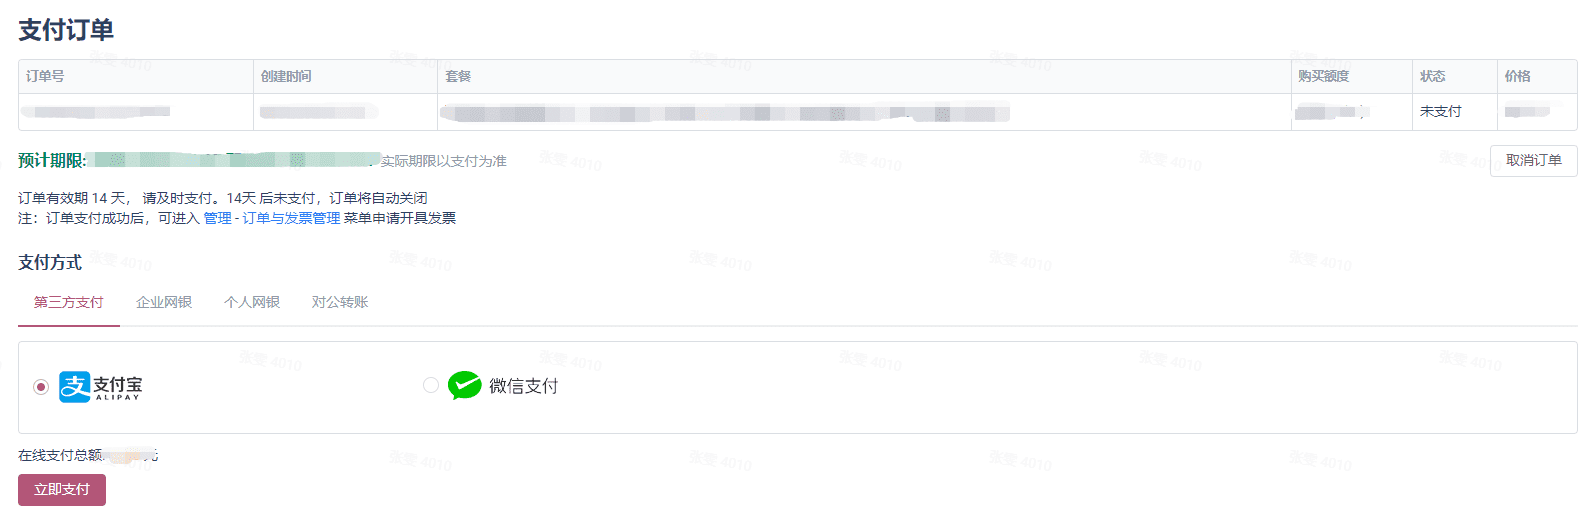 支付订单
订单号 创建时间 套餐 购买额度 状态 价格
未支付
预计期限: 实际期限以支付为准
取消订单
订单有效期 14 天， 请及时支付。14天 后未支付，订单将自动关闭
注：订单支付成功后，可进入 管理 - 订单与发票管理 菜单申请开具发票
支付方式
第三方支付 企业网银 个人网银 对公转账
支付宝 微信支付
ALIPAY
在线支付总额: 元
立即支付
张雯 4010